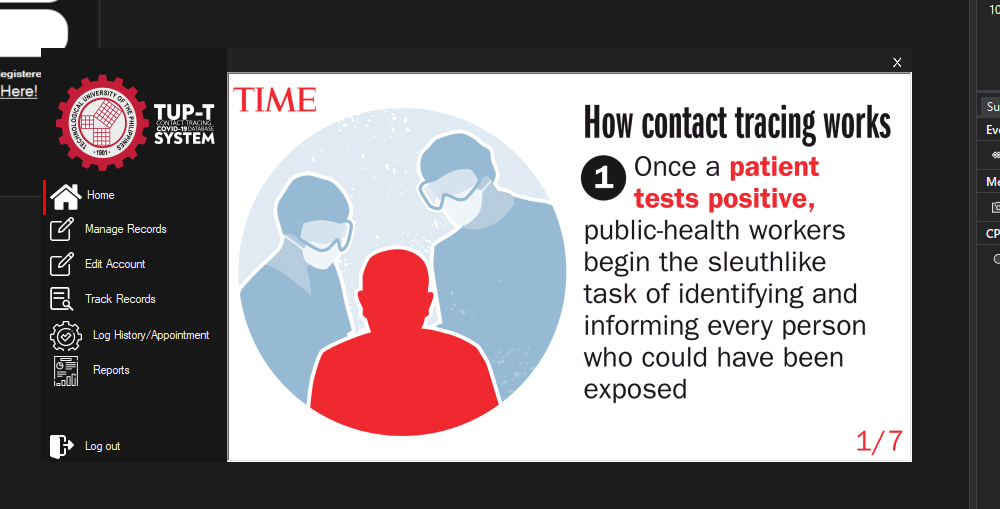 10
egistere
Here!
X
TECHNOLOGICAL UNIVERSITY OF THE PHILIPPINES
1901
TUP-T
CONTACT TRACING
COVID-19 DATABASE
SYSTEM
Home
Manage Records
Edit Account
Track Records
Log History/Appointment
Reports
Log out
TIME
How contact tracing works
1 Once a patient
tests positive,
public-health workers
begin the sleuthlike
task of identifying and
informing every person
who could have been
exposed
1/7
Su
Eve
Me
CP